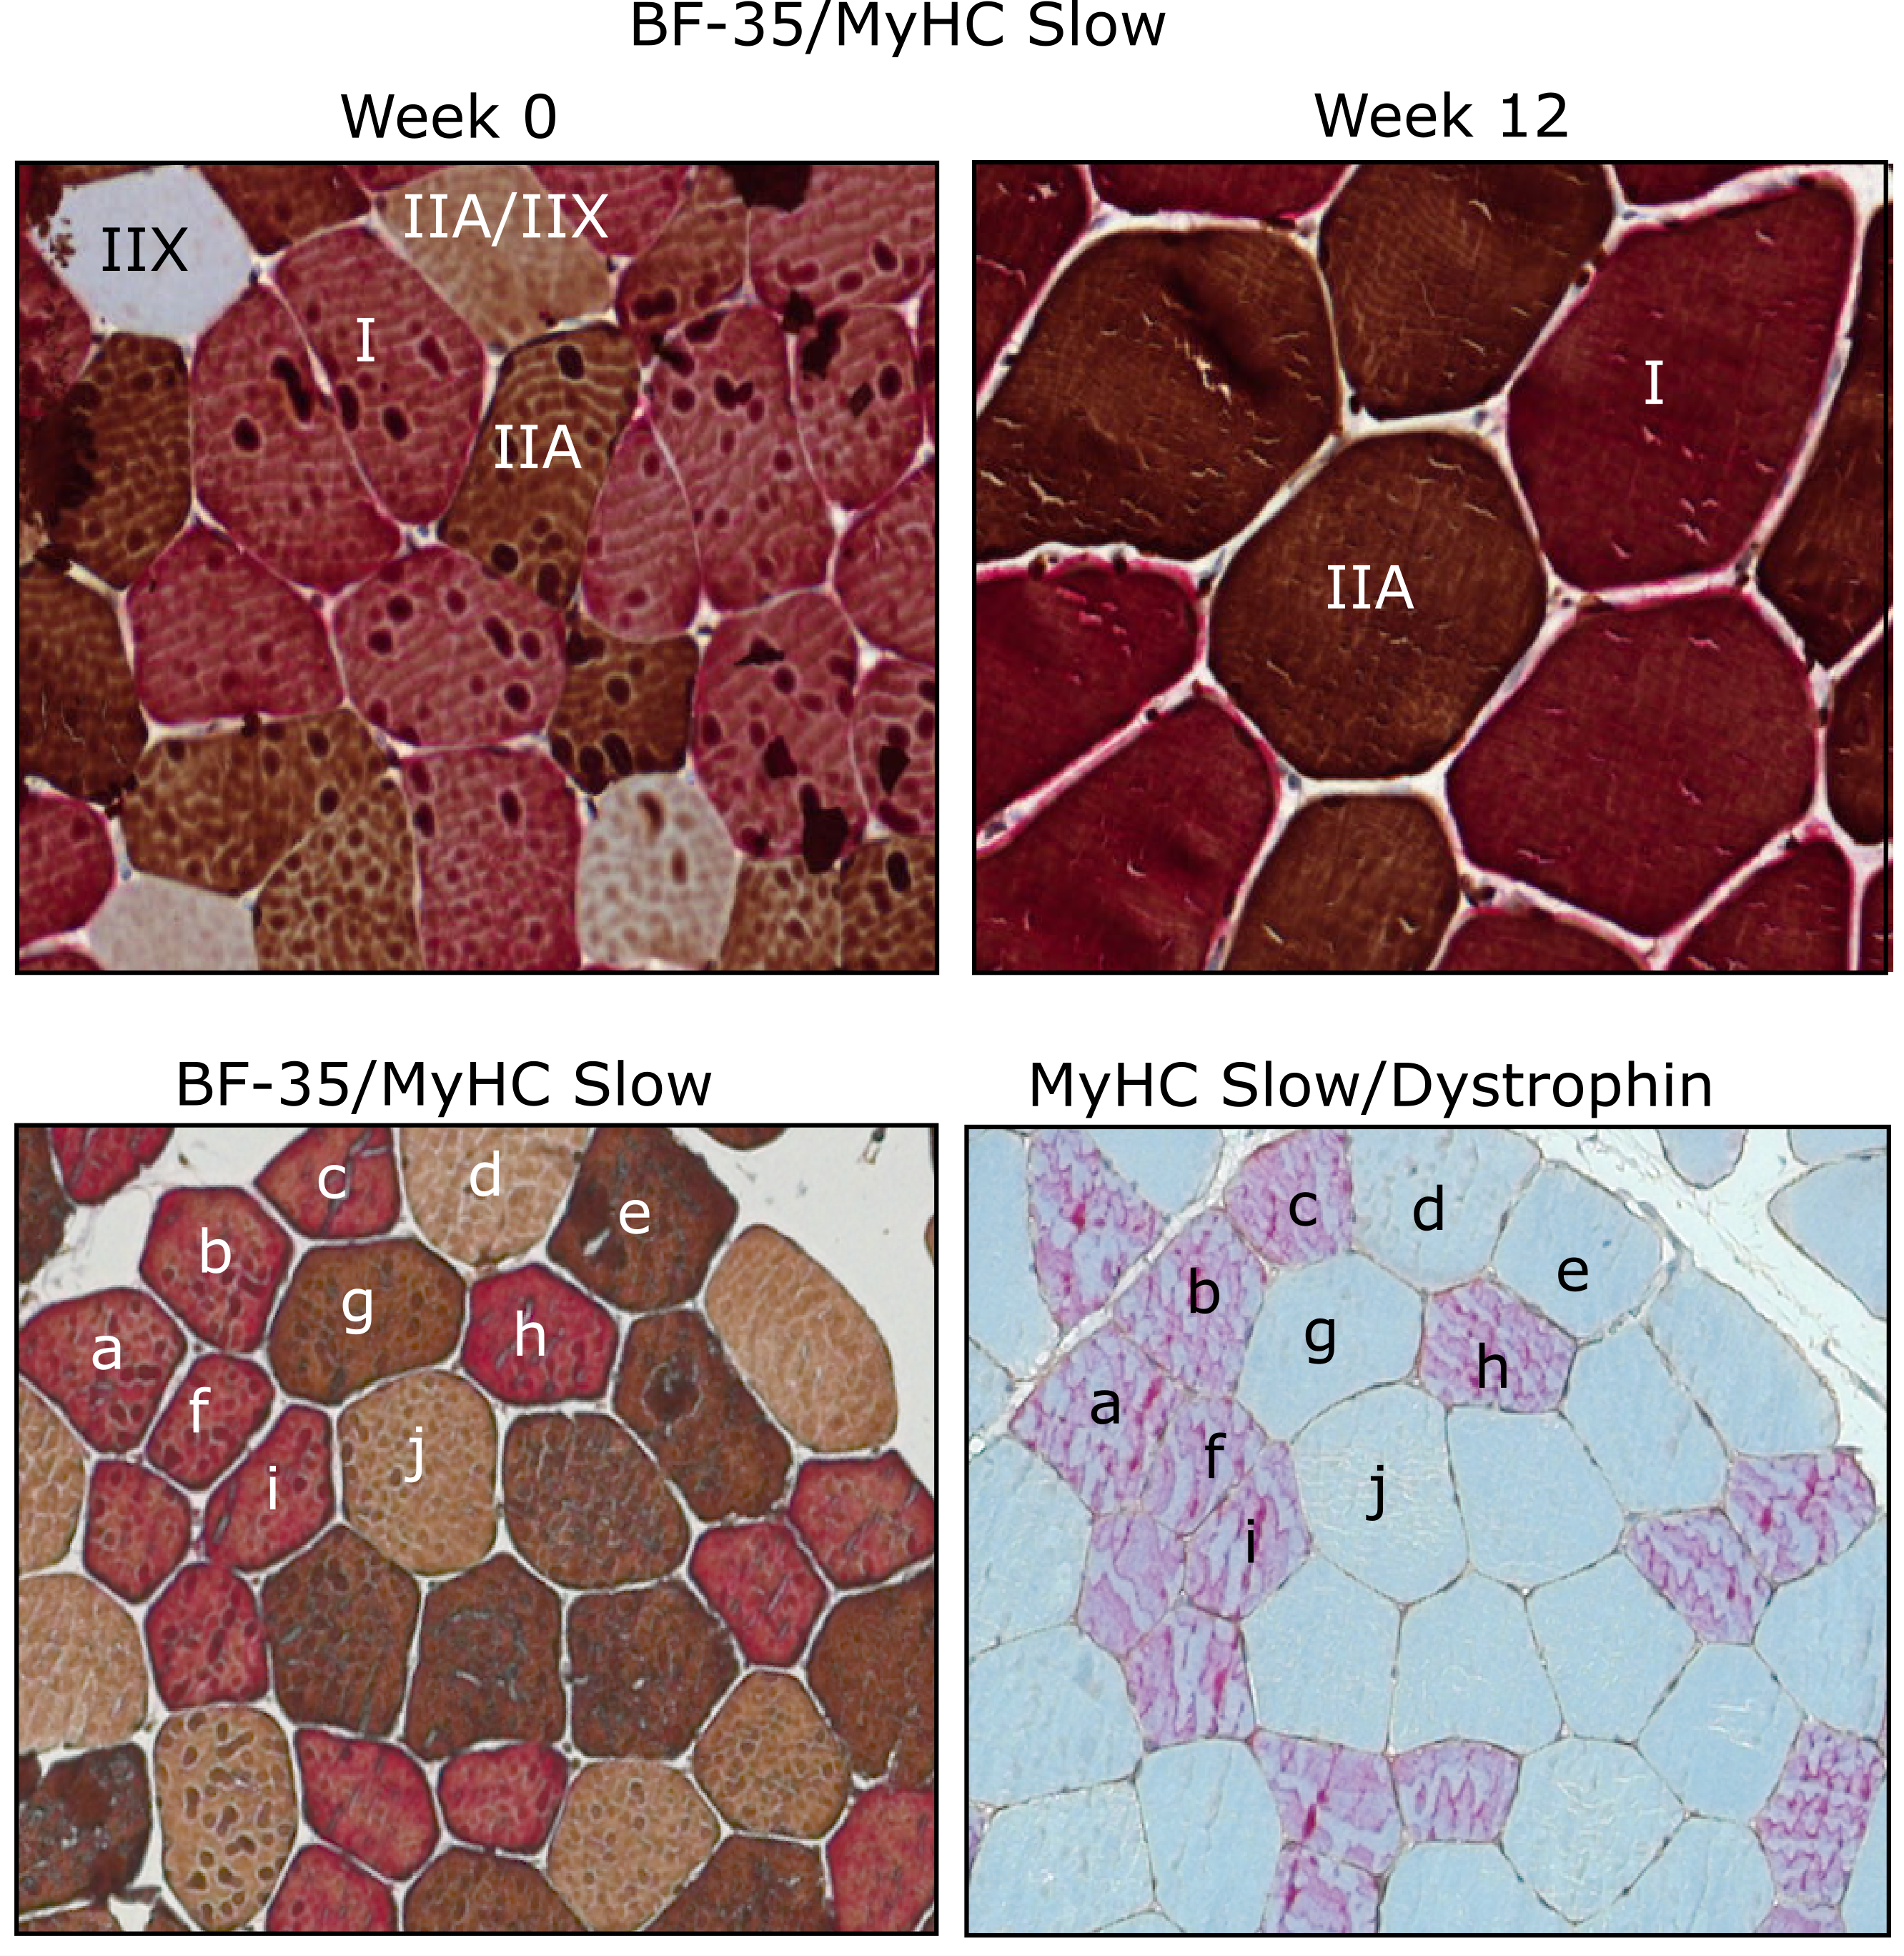 BF-35/MyHC Slow
Week 0
Week 12
IIX
IIA/IIX
I
IIA
I
IIA
BF-35/MyHC Slow
MyHC Slow/Dystrophin
c
d
e
b
g
h
a
f
i
j
c
d
e
b
g
h
a
f
j
i